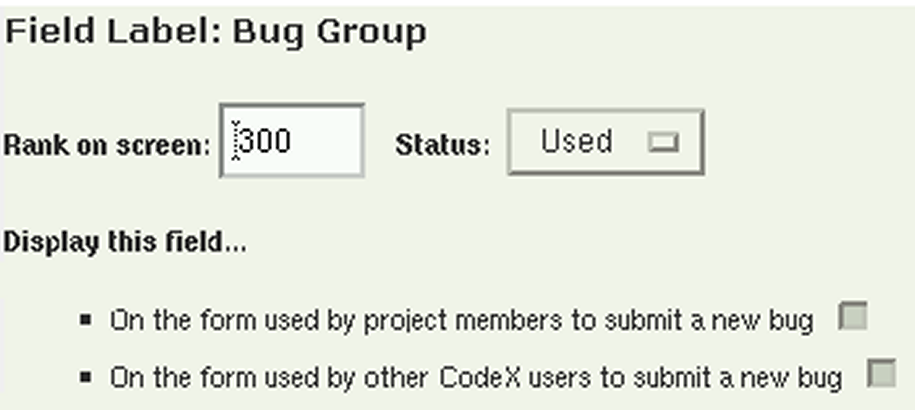 Field Label: Bug Group
Rank on screen: 300 Status: Used
Display this field...
▪ On the form used by project members to submit a new bug
▪ On the form used by other CodeX users to submit a new bug